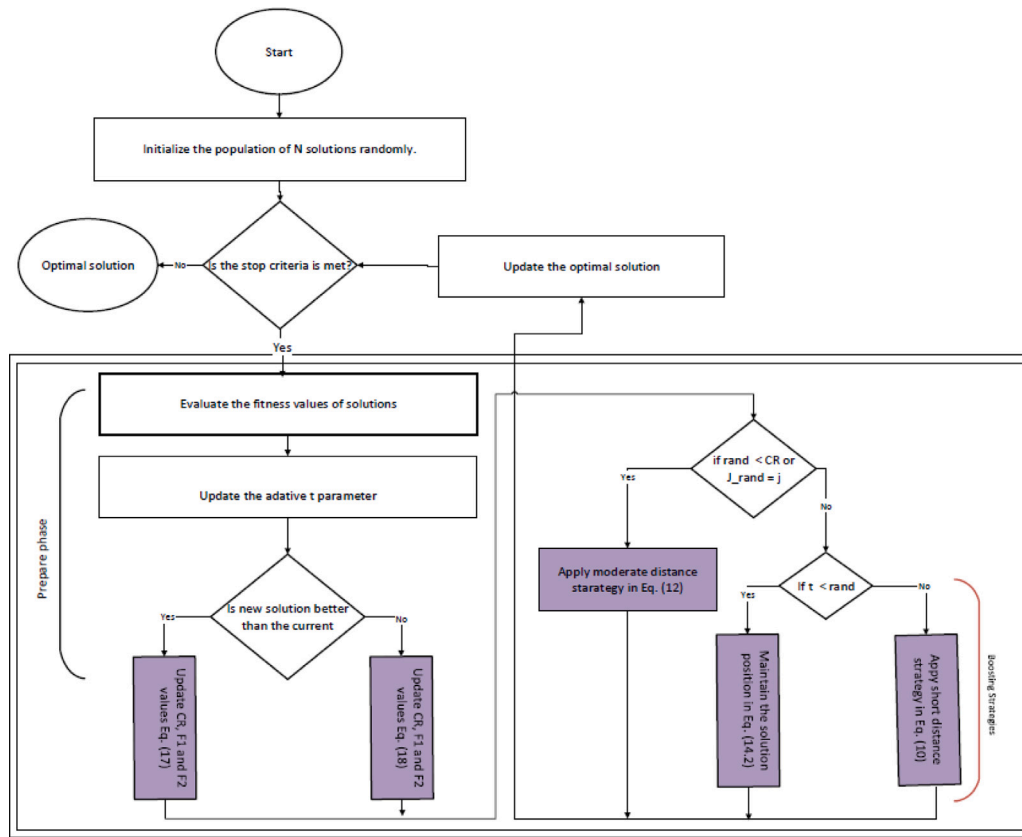 Start
Initialize the population of N solutions randomly.
Optimal solution
No
Is the stop criteria is met?
Update the optimal solution
Yes
Evaluate the fitness values of solutions
Update the adative t parameter
Prepare phase
Is new solution better
than the current
Yes
No
Update CR, F1 and F2
values Eq. (17)
Update CR, F1 and F2
values Eq. (18)
if rand < CR or
J_rand = j
Yes
No
Apply moderate distance
starategy in Eq. (12)
If t < rand
Yes
No
Maintain the solution
position in Eq. (14.2)
Appy short distance
strategy in Eq. (10)
Boosting Strategies